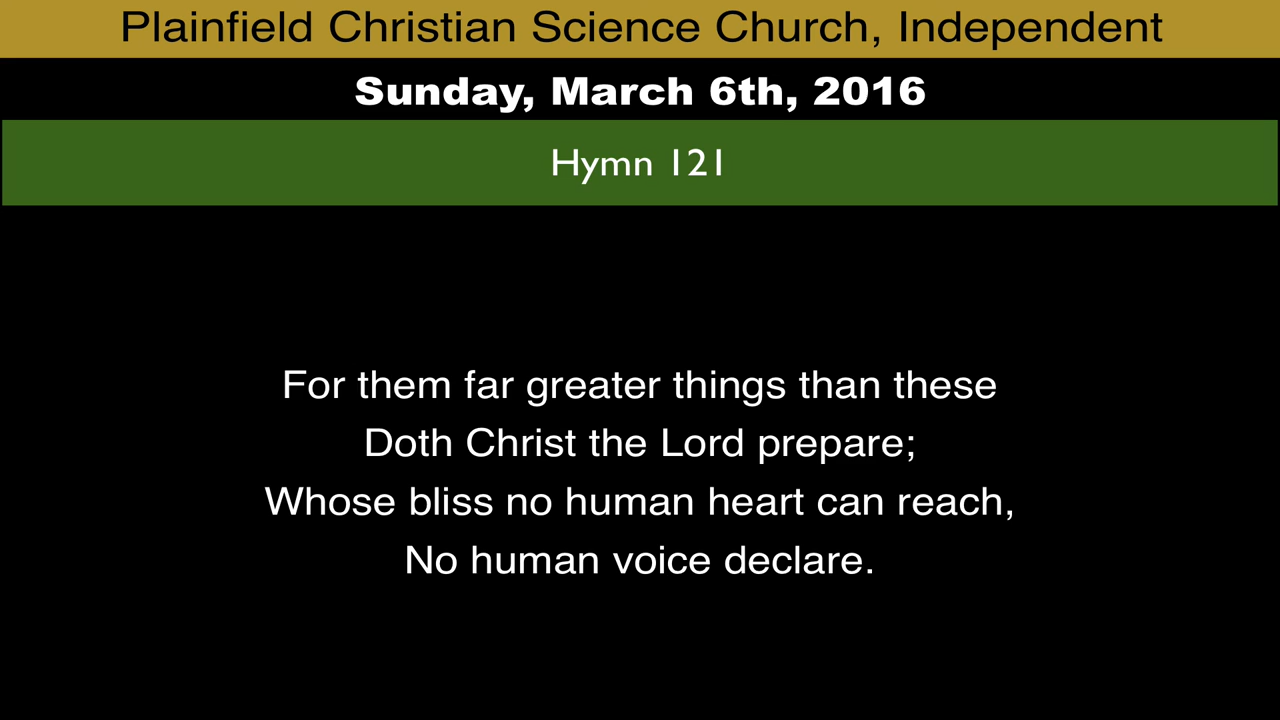 Plainfield Christian Science Church, Independent
Sunday, March 6th, 2016
Hymn 121
For them far greater things than these
Doth Christ the Lord prepare;
Whose bliss no human heart can reach,
No human voice declare.